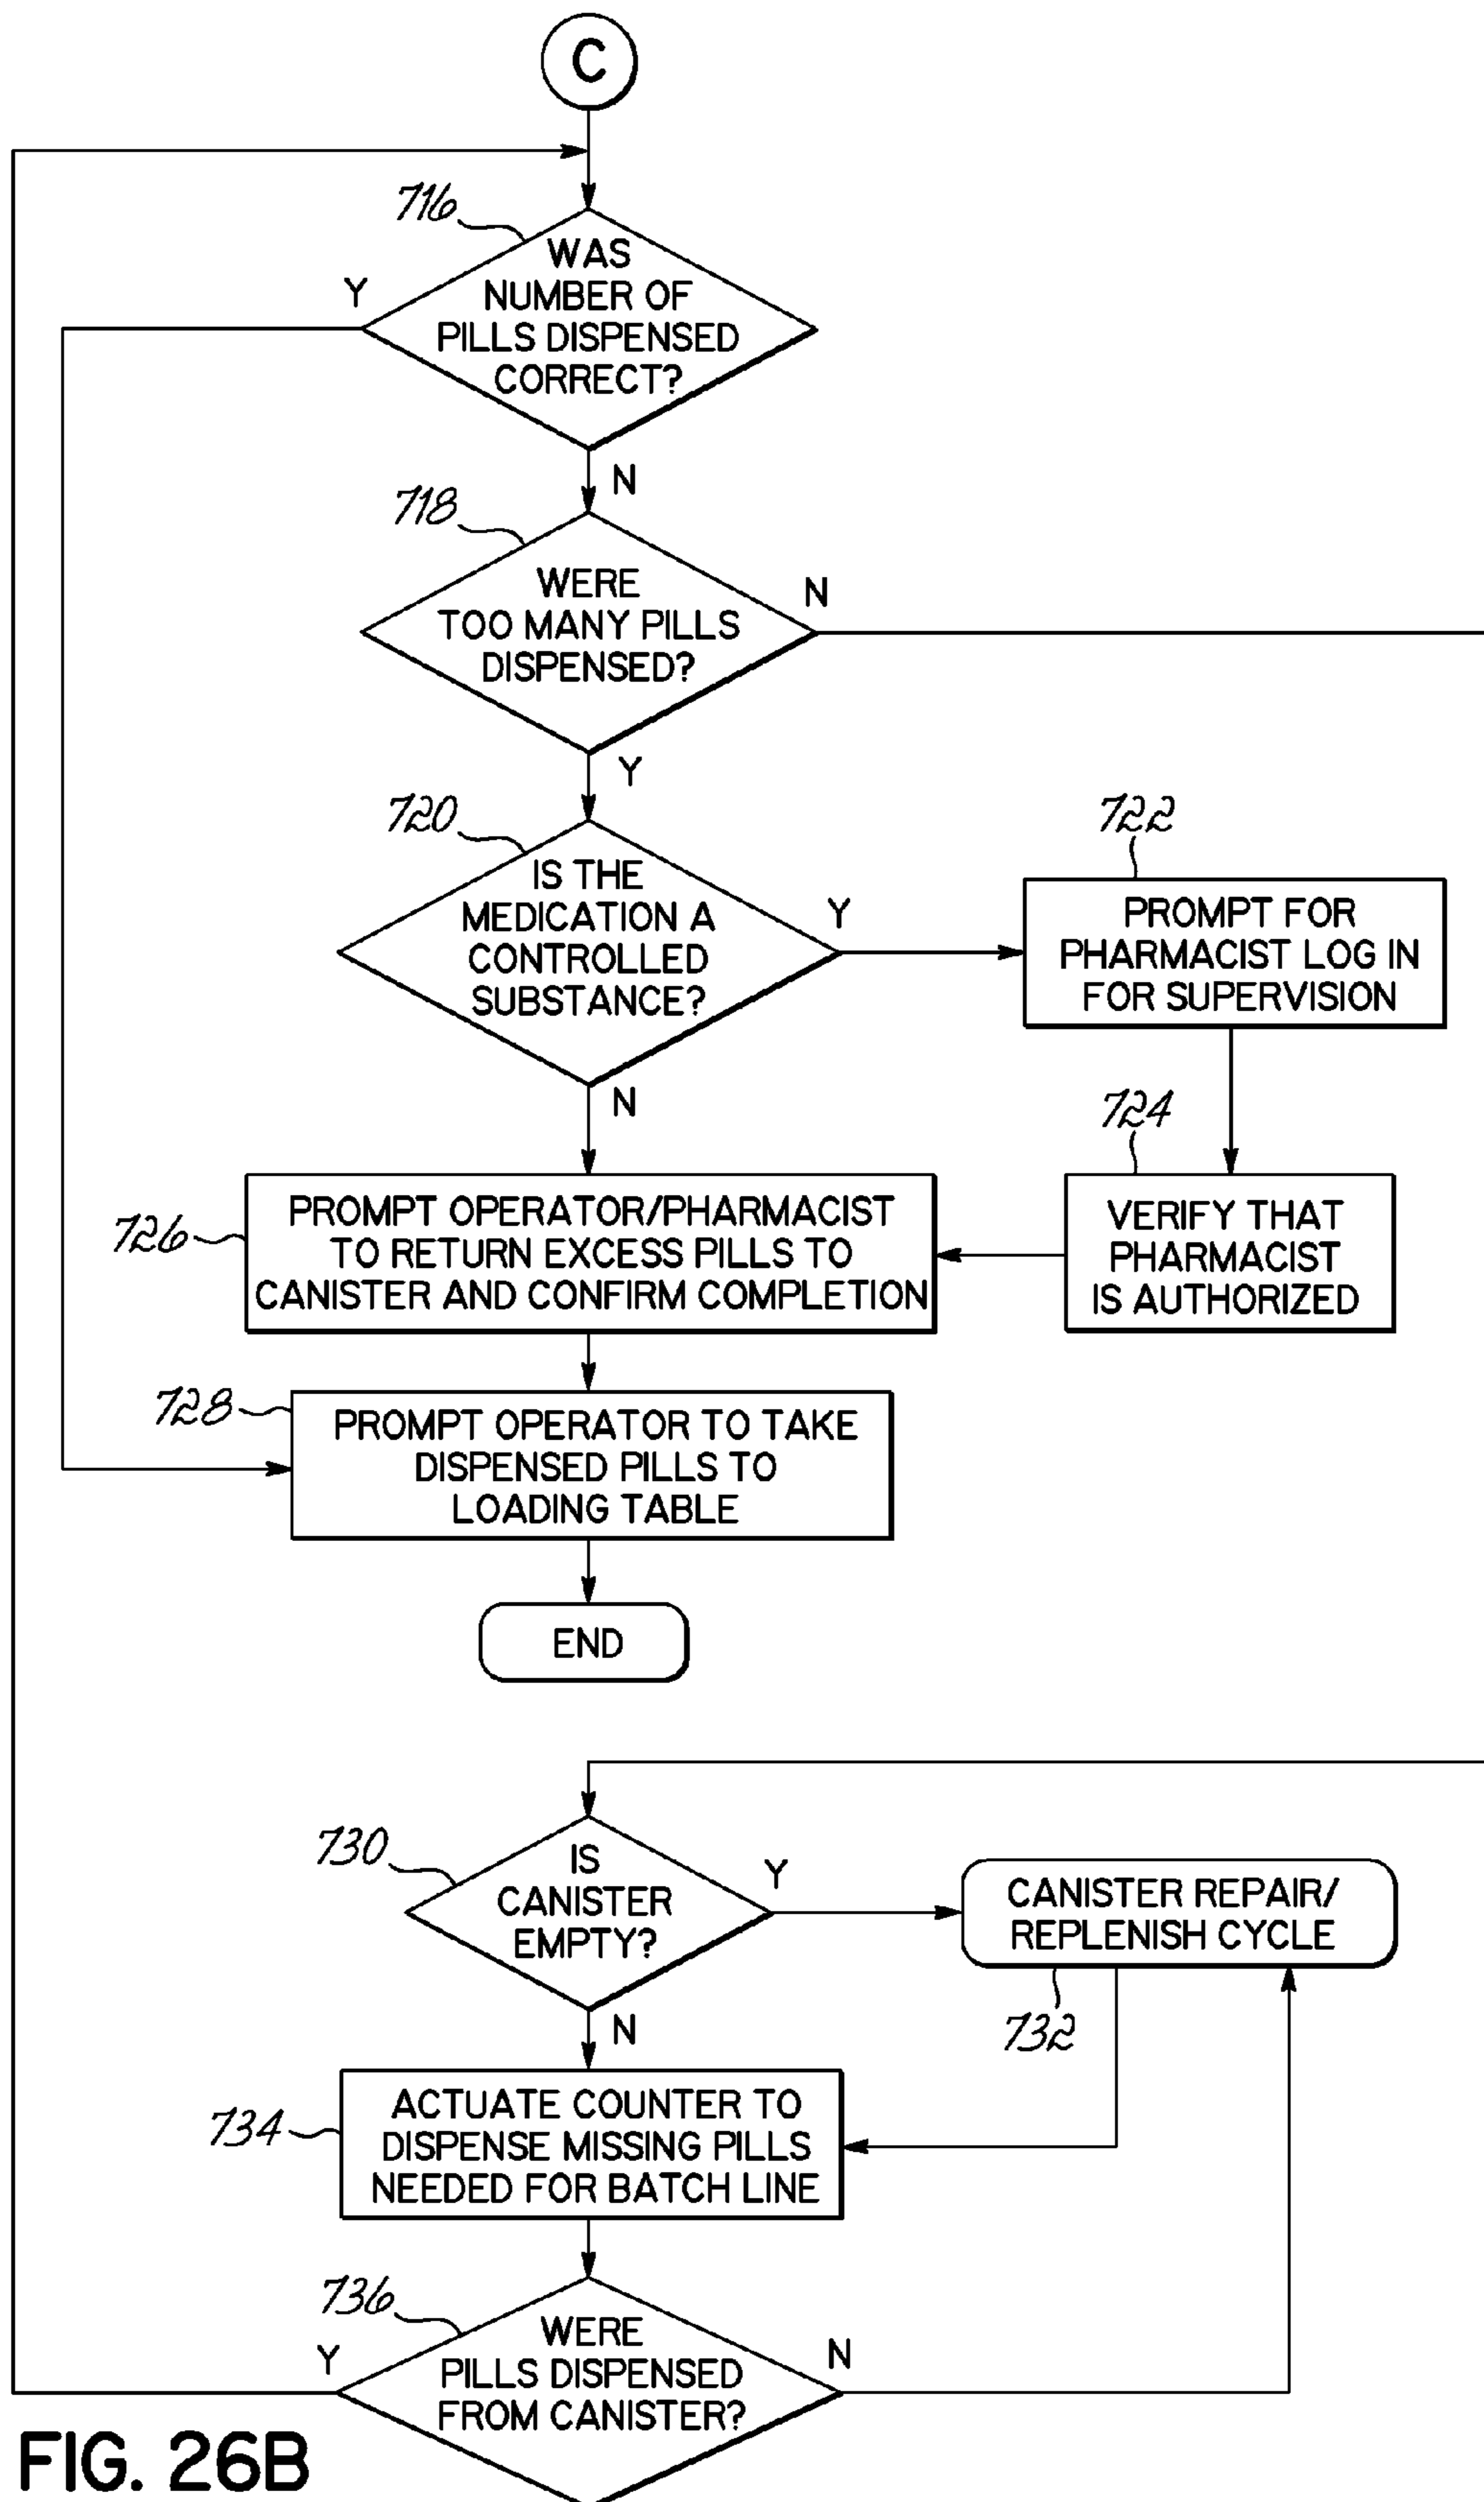 C
716
WAS
NUMBER OF
PILLS DISPENSED
CORRECT?
Y
N
718
WERE
TOO MANY PILLS
DISPENSED?
N
Y
720
IS THE
MEDICATION A
CONTROLLED
SUBSTANCE?
Y
N
722
PROMPT FOR
PHARMACIST LOG IN
FOR SUPERVISION
724
VERIFY THAT
PHARMACIST
IS AUTHORIZED
726
PROMPT OPERATOR/PHARMACIST
TO RETURN EXCESS PILLS TO
CANISTER AND CONFIRM COMPLETION
728
PROMPT OPERATOR TO TAKE
DISPENSED PILLS TO
LOADING TABLE
END
730
IS
CANISTER
EMPTY?
Y
N
CANISTER REPAIR/
REPLENISH CYCLE
732
734
ACTUATE COUNTER TO
DISPENSE MISSING PILLS
NEEDED FOR BATCH LINE
736
WERE
PILLS DISPENSED
FROM CANISTER?
Y
N
FIG. 26B